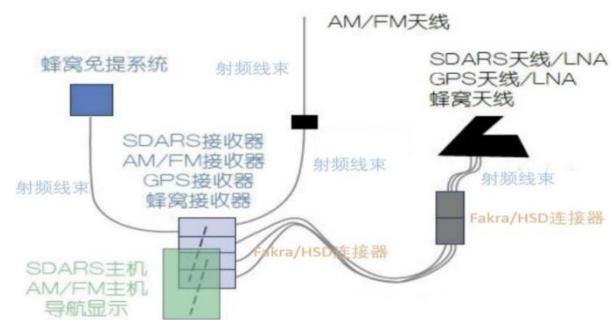 AM/FM天线
蜂窝免提系统
射频线束
SDARS天线/LNA
GPS天线/LNA
蜂窝天线
SDARS接收器
AM/FM接收器
GPS接收器
蜂窝接收器
射频线束
射频线束
射频线束
Fakra/HSD连接器
Fakra/HSD连接器
SDARS主机
AM/FM主机
导航显示